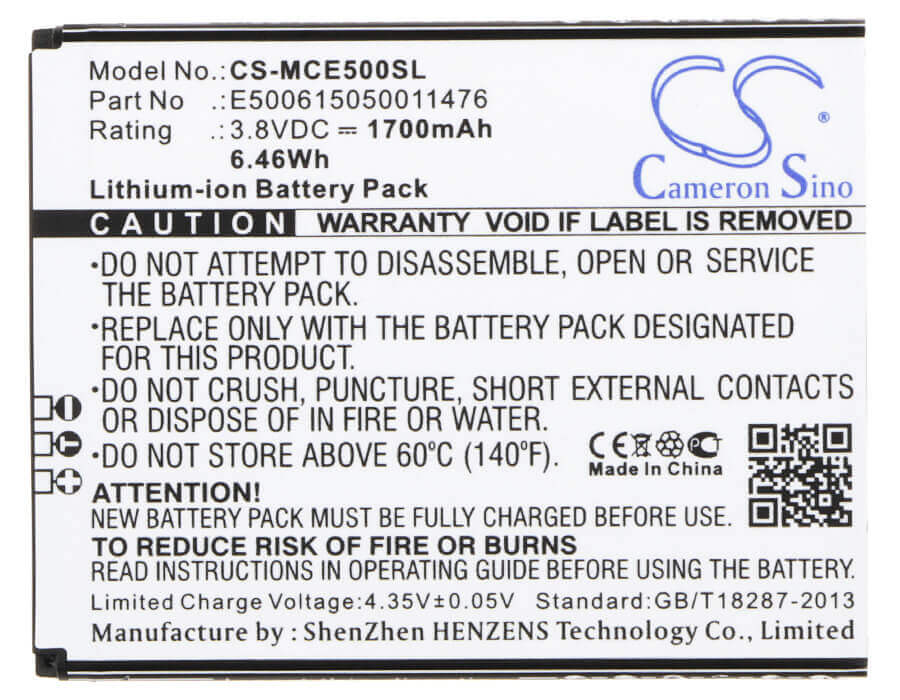 Model No.: CS-MCE500SL
Part No .: E500615050011476
Rating .: 3.8VDC ⎓ 1700mAh
6.46Wh
Lithium-ion Battery Pack
CS ®
Cameron Sino
CAUTION WARRANTY VOID IF LABEL IS REMOVED
•DO NOT ATTEMPT TO DISASSEMBLE, OPEN OR SERVICE
THE BATTERY PACK.
•REPLACE ONLY WITH THE BATTERY PACK DESIGNATED
FOR THIS PRODUCT.
•DO NOT CRUSH, PUNCTURE, SHORT EXTERNAL CONTACTS
OR DISPOSE OF IN FIRE OR WATER.
•DO NOT STORE ABOVE 60ºC (140ºF).
CE PCT
Made In China
ATTENTION!
NEW BATTERY PACK MUST BE FULLY CHARGED BEFORE USE.
TO REDUCE RISK OF FIRE OR BURNS
READ INSTRUCTIONS IN OPERATING GUIDE BEFORE USING THE BATTERY.
Limited Charge Voltage:4.35V±0.05V Standard:GB/T18287-2013
Manufacture by : ShenZhen HENZENS Technology Co., Limited